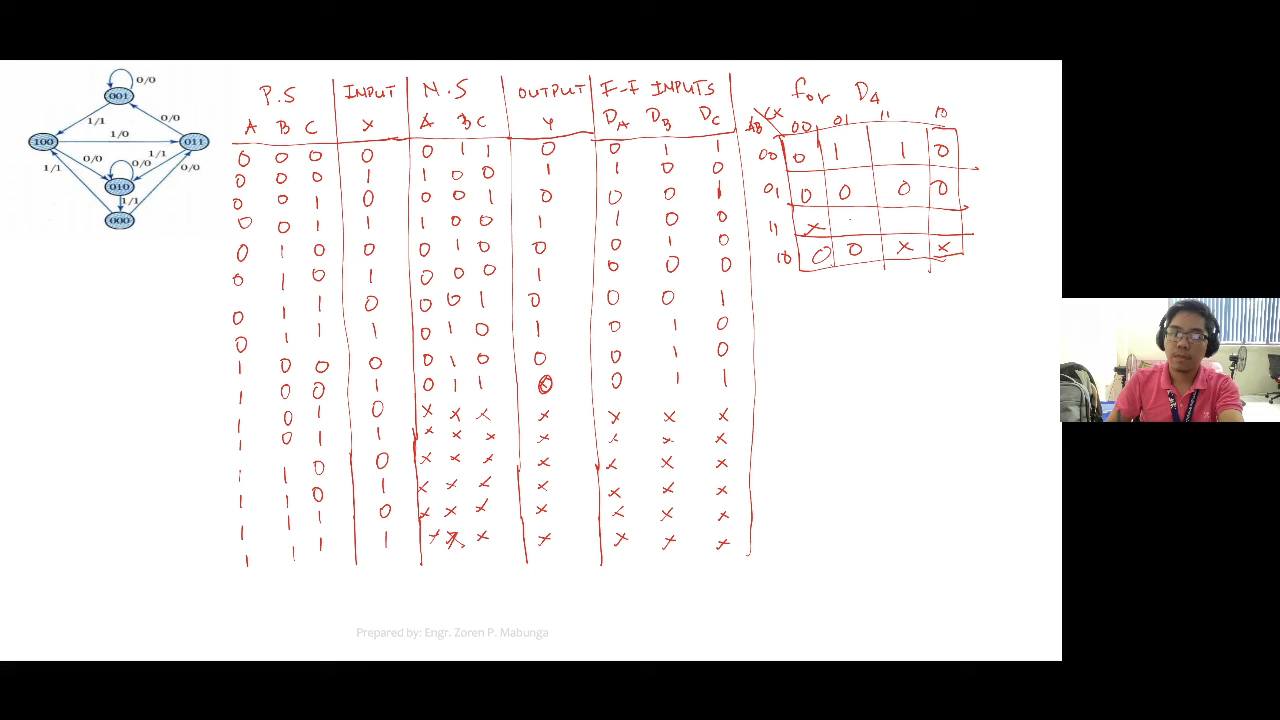 0/0
001
1/1
0/0
100
1/0
011
0/0
0/0
1/1
010
1/1
1/1
0/0
000
P.S INPUT N.S OUTPUT F-F INPUTS
A B C X A B C Y DA DB DC
0 0 0 0 0 1 1 0 0 1 1
0 0 0 1 1 0 0 1 1 0 0
0 0 1 0 0 0 1 0 0 0 1
0 0 1 1 1 0 0 1 1 0 0
0 1 0 0 0 1 0 0 0 1 0
0 1 0 1 0 0 0 1 0 0 0
0 1 1 0 0 0 1 0 0 0 1
0 1 1 1 0 1 0 1 0 1 0
1 0 0 0 0 1 0 0 0 1 0
1 0 0 1 0 1 1 0 0 1 1
1 0 1 0 x x x x x x x
1 0 1 1 x x x x x x x
1 1 0 0 x x x x x x x
1 1 0 1 x x x x x x x
1 1 1 0 x x x x x x x
1 1 1 1 x x x x x x x
for DA
CX
AB 00 01 11 10
00 0 1 1 0
01 0 0 0 0
11 x
10 0 0 x x
Prepared by: Engr. Zoren P. Mabunga